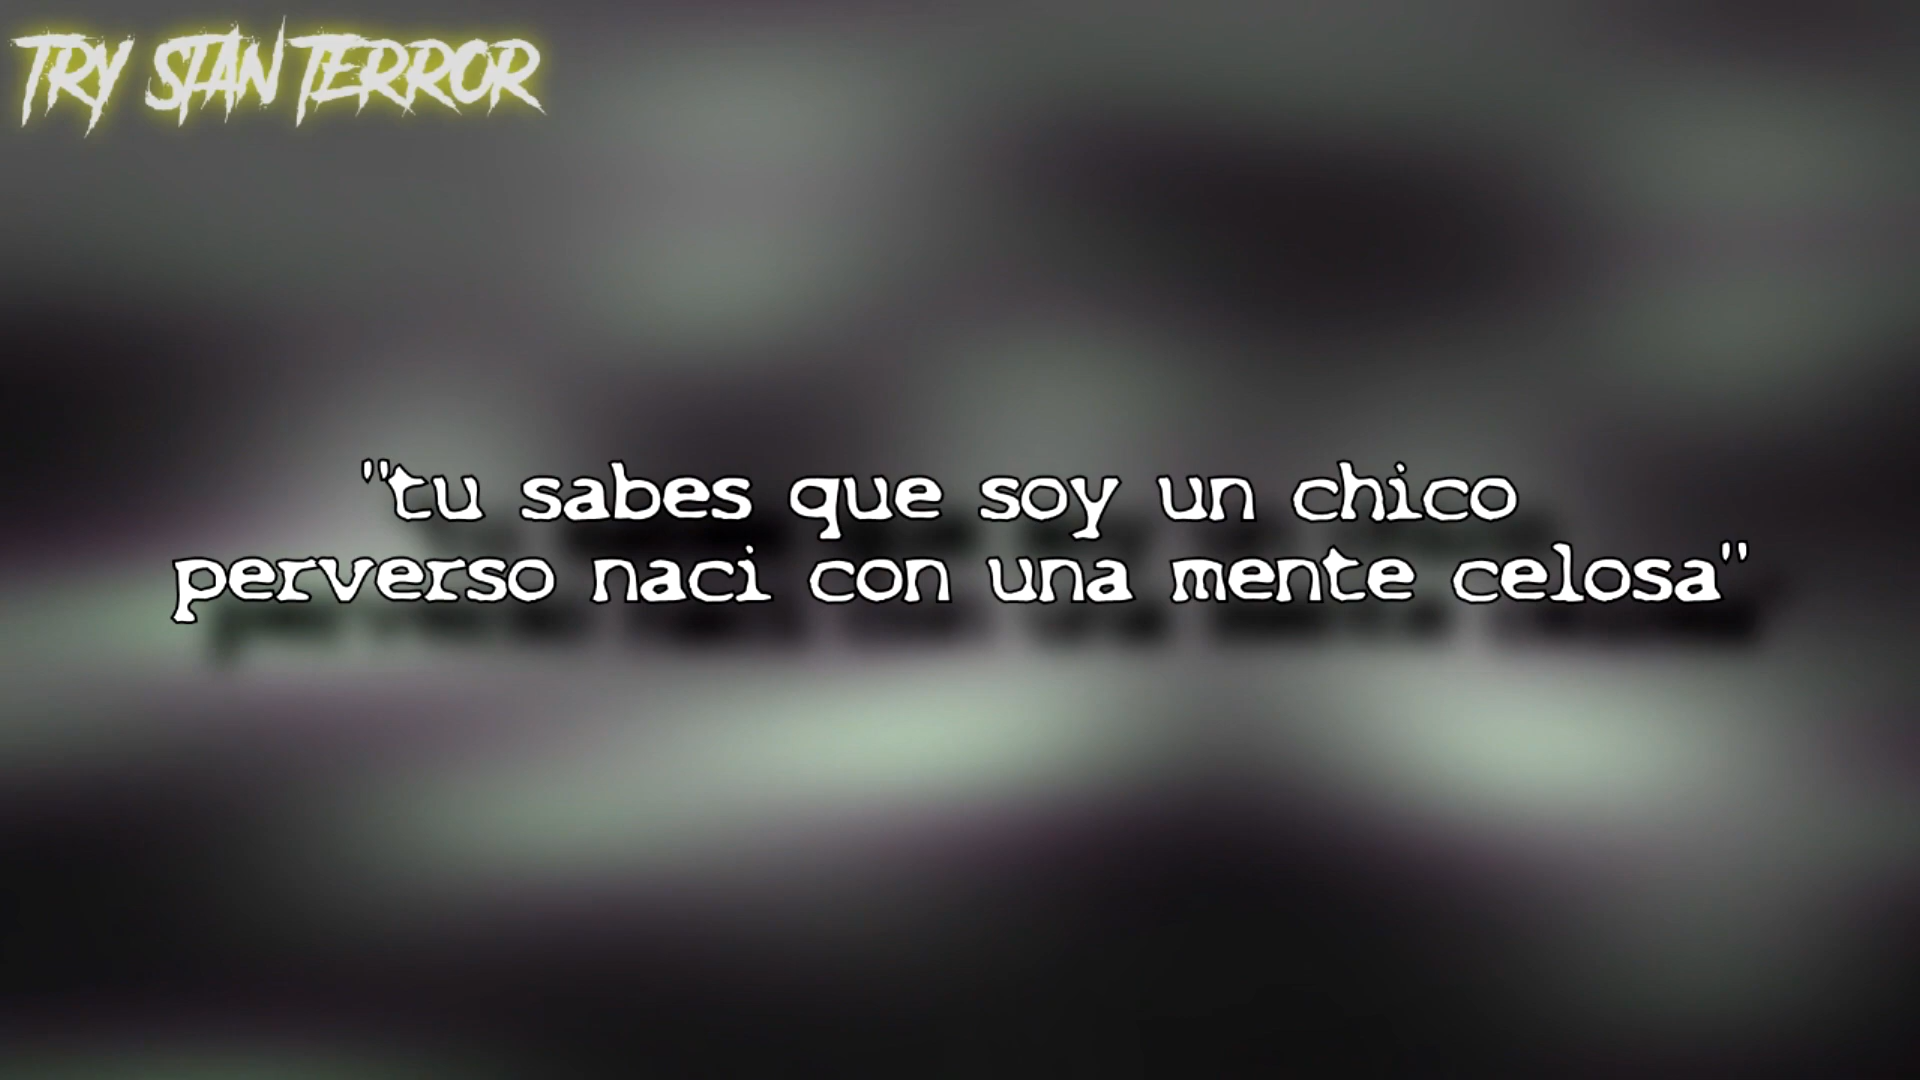 TRY STAN TERROR
"tu sabes que soy un chico
perverso naci con una mente celosa"